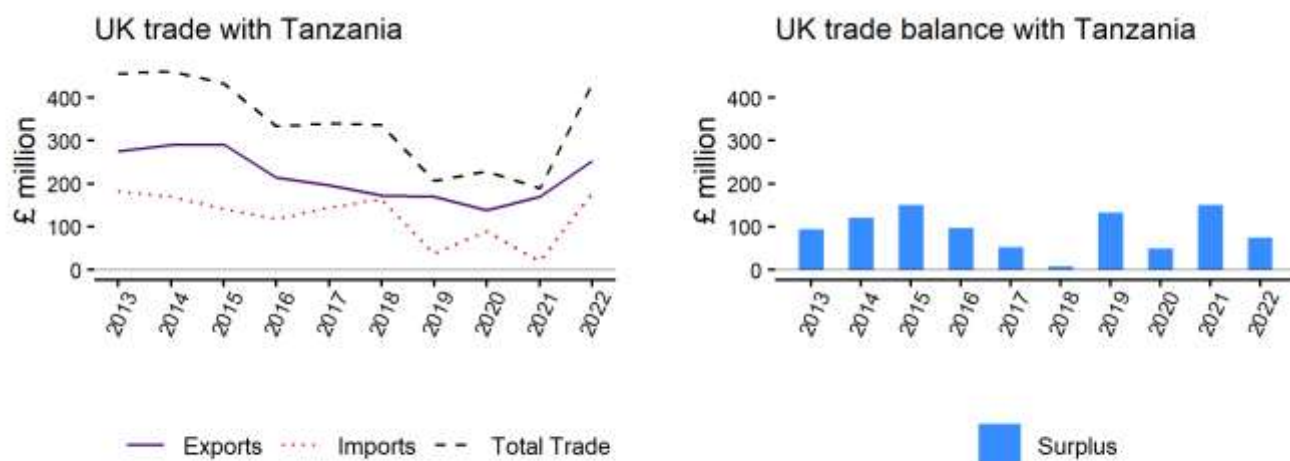 UK trade with Tanzania
£ million
400
300
200
100
0
2013 2014 2015 2016 2017 2018 2019 2020 2021 2022
Exports Imports Total Trade
UK trade balance with Tanzania
£ million
400
300
200
100
0
2013 2014 2015 2016 2017 2018 2019 2020 2021 2022
Surplus